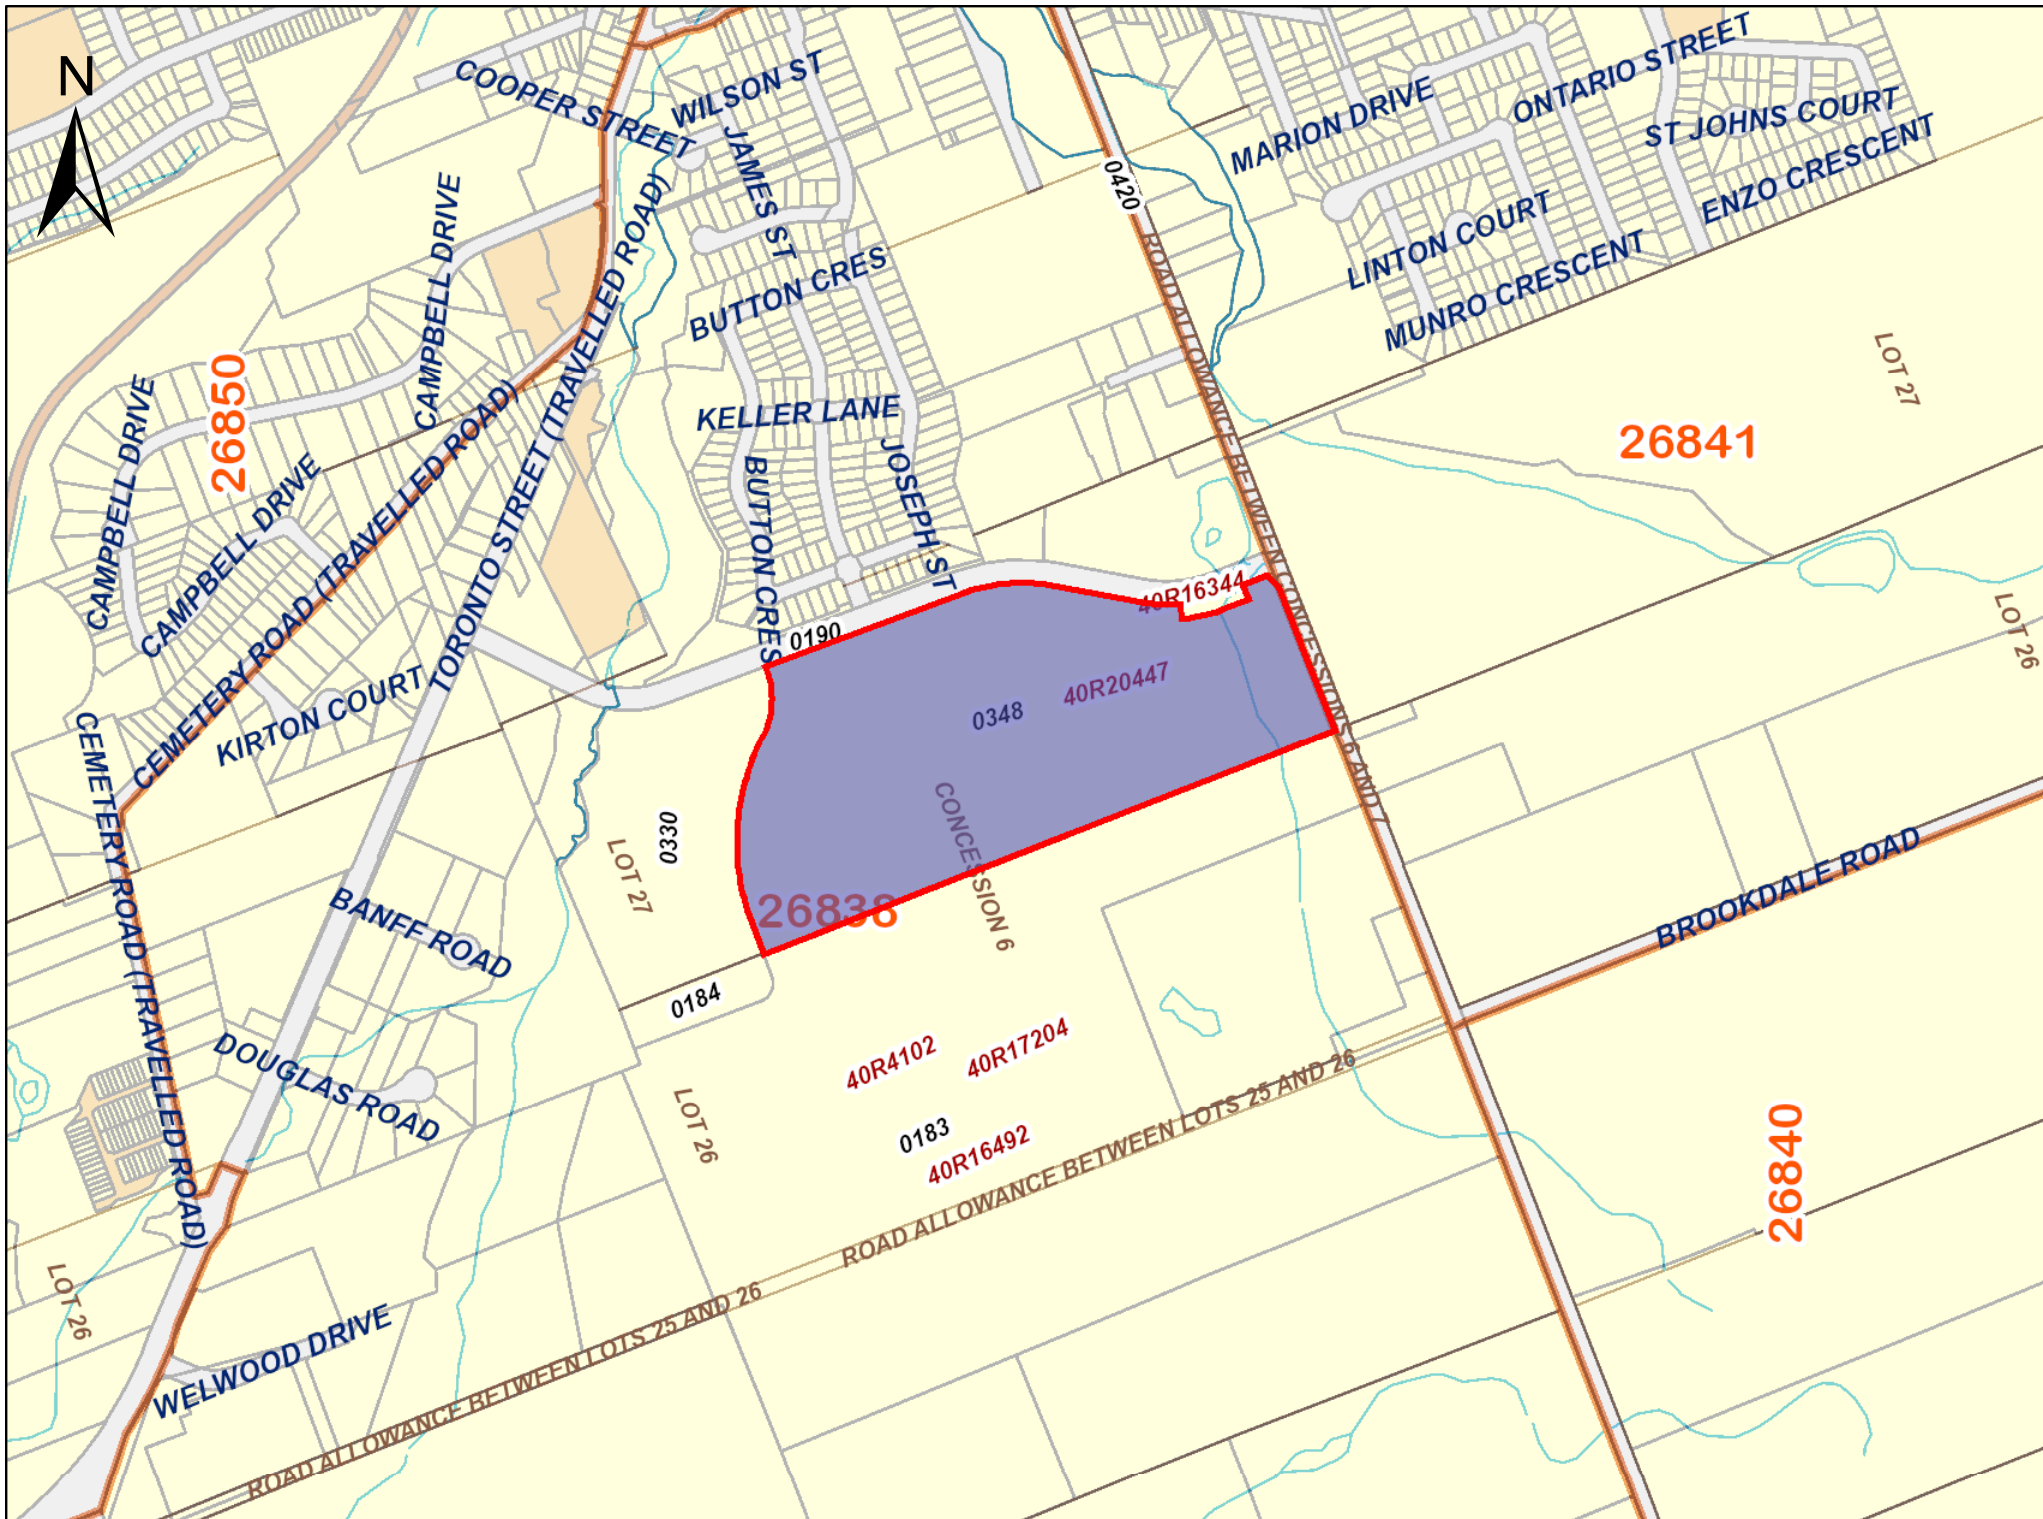 N
COOPER STREET
WILSON ST
JAMES ST
MARION DRIVE
ONTARIO STREET
ST JOHNS COURT
ENZO CRESCENT
LINTON COURT
MUNRO CRESCENT
0420
CAMPBELL DRIVE
BUTTON CRES
26850
CAMPBELL DRIVE
CAMPBELL DRIVE
CEMETERY ROAD (TRAVELLED ROAD)
TORONTO STREET (TRAVELLED ROAD)
KELLER LANE
JOSEPH ST
BUTTON CRES
ROAD ALLOWANCE BETWEEN CONCESSIONS 6 AND 7
LOT 27
26841
40R16344
0190
LOT 26
40R20447
0348
KIRTON COURT
CEMETERY ROAD (TRAVELLED ROAD)
0330
LOT 27
CONCESSION 6
26838
BROOKDALE ROAD
BANFF ROAD
0184
DOUGLAS ROAD
40R4102
40R17204
LOT 26
0183
40R16492
ROAD ALLOWANCE BETWEEN LOTS 25 AND 26
26840
LOT 26
WELWOOD DRIVE
ROAD ALLOWANCE BETWEEN LOTS 25 AND 26